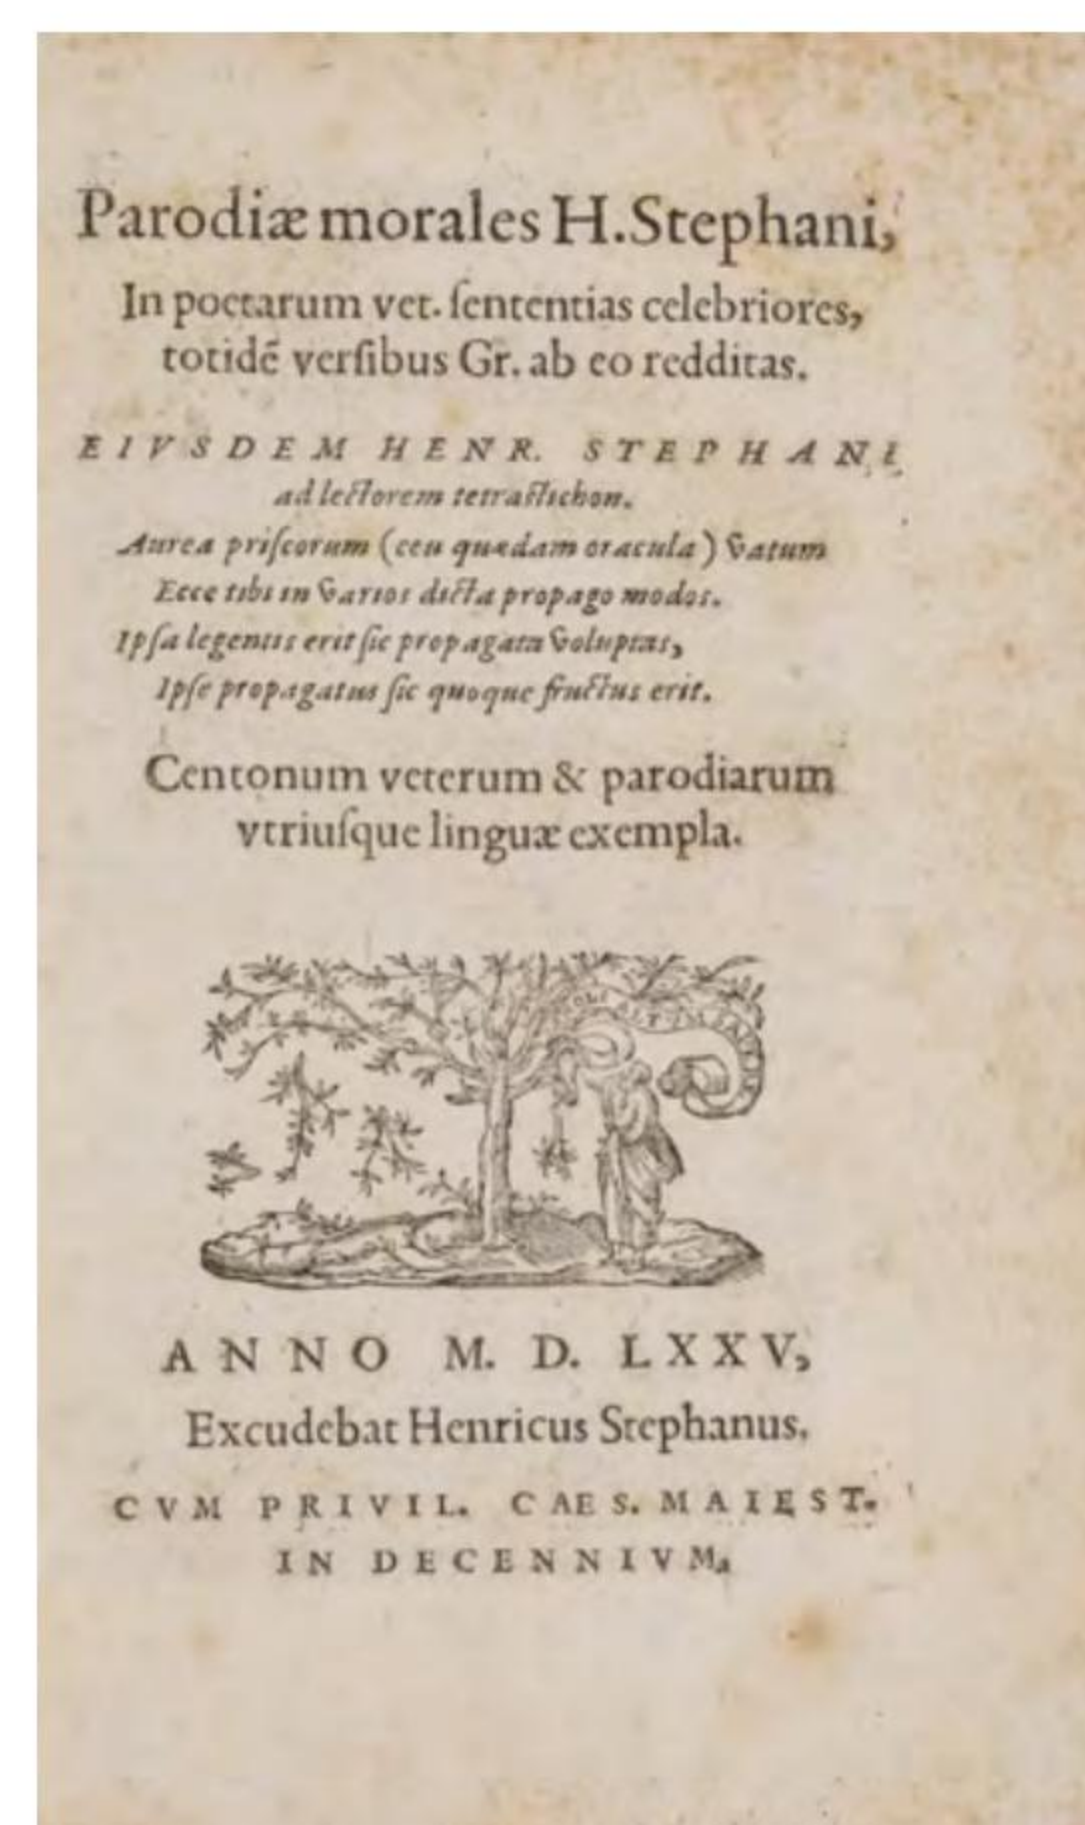 Parodiæ morales H. Stephani,
In poetarum vet. ſententias celebriores,
totidẽ verſibus Gr. ab eo redditas.
EIVSDEM HENR. STEPHANI
ad lectorem tetraſtichon.
Aurea priſcorum (ceu quædam oracula) vatum
Ecce tibi in varios dicta propago modos.
Ipſa legentis erit ſic propagata voluptas,
Ipſe propagatus ſic quoque fructus erit.
Centonum veterum & parodiarum
vtriuſque linguæ exempla.
ANNO M. D. LXXV,
Excudebat Henricus Stephanus.
CVM PRIVIL. CAES. MAIEST.
IN DECENNIVM.